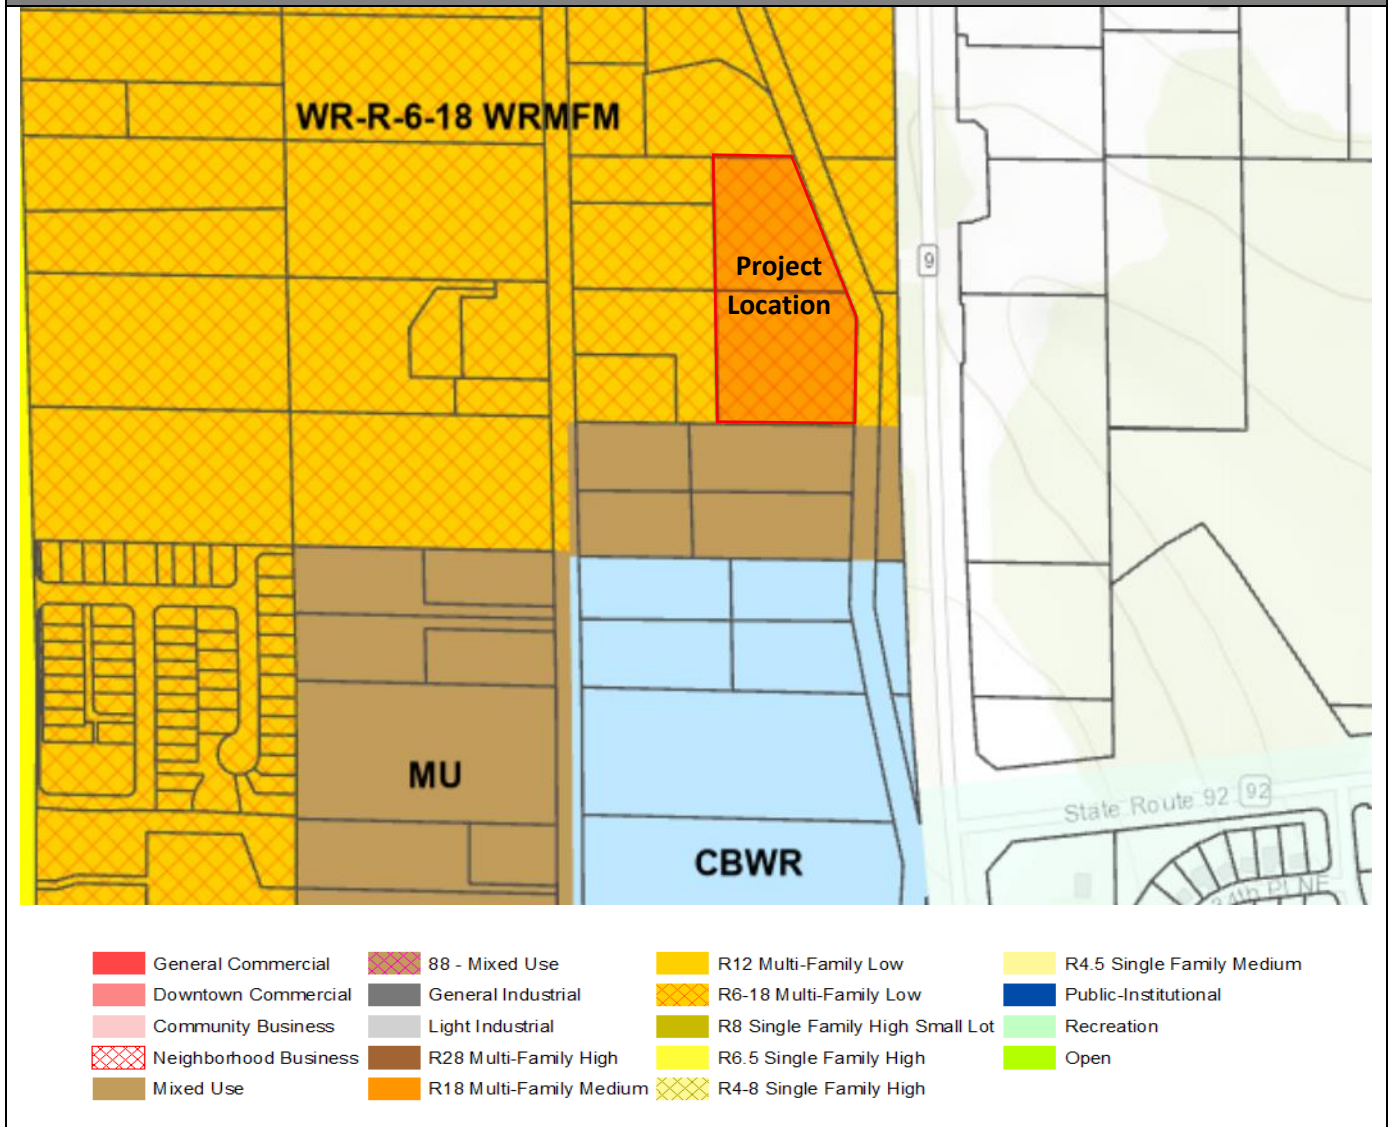 WR-R-6-18 WRMFM
9
Project
Location
MU
State Route 92 92
CBWR
34th PL NE
General Commercial
Downtown Commercial
Community Business
Neighborhood Business
Mixed Use
88 - Mixed Use
General Industrial
Light Industrial
R28 Multi-Family High
R18 Multi-Family Medium
R12 Multi-Family Low
R6-18 Multi-Family Low
R8 Single Family High Small Lot
R6.5 Single Family High
R4-8 Single Family High
R4.5 Single Family Medium
Public-Institutional
Recreation
Open